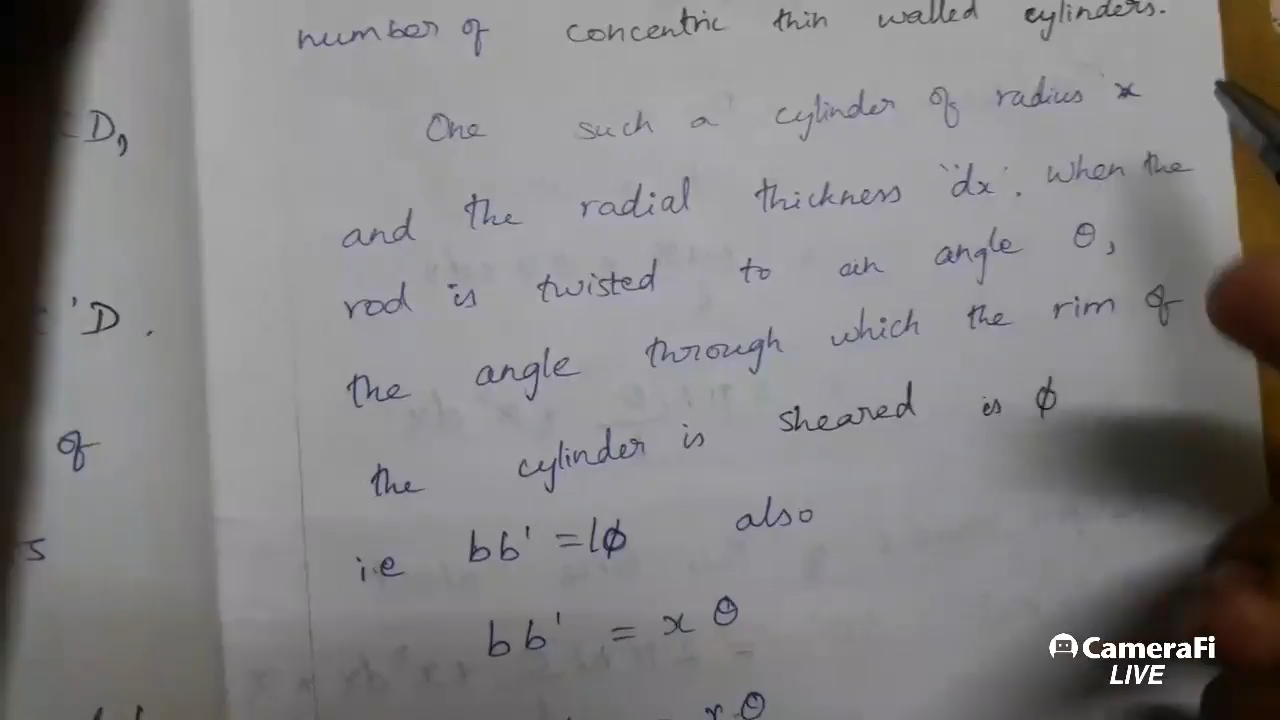 number of concentric thin walled cylinders.
One such a cylinder of radius x
and the radial thickness "dx". When the
rod is twisted to an angle θ,
the angle through which the rim of
the cylinder is sheared is ϕ
i.e bb' = lϕ also
bb' = x θ
x θ
D,
'D.
of
s
CameraFi
LIVE